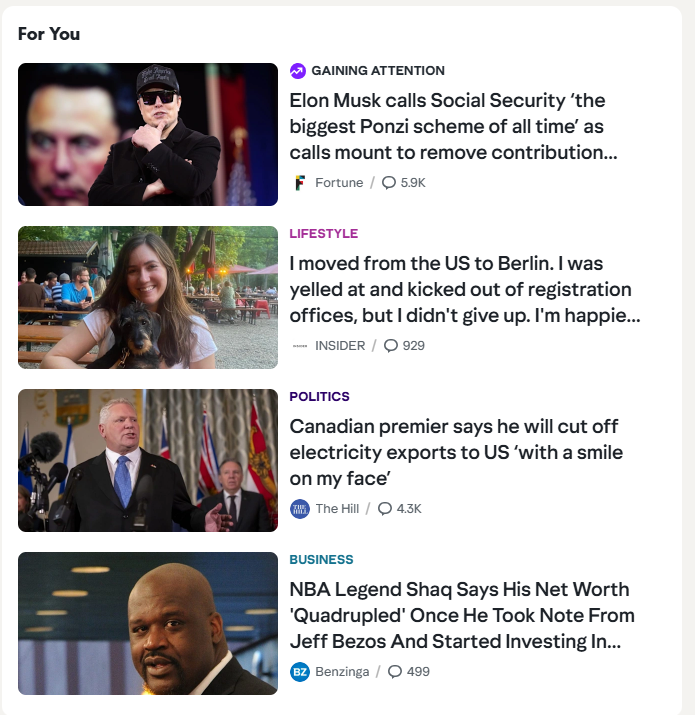 For You
GAINING ATTENTION
Elon Musk calls Social Security ‘the
biggest Ponzi scheme of all time’ as
calls mount to remove contribution...
F Fortune / 5.9K
LIFESTYLE
I moved from the US to Berlin. I was
yelled at and kicked out of registration
offices, but I didn't give up. I'm happie...
INSIDER / 929
POLITICS
Canadian premier says he will cut off
electricity exports to US ‘with a smile
on my face’
THE HILL The Hill / 4.3K
BUSINESS
NBA Legend Shaq Says His Net Worth
'Quadrupled' Once He Took Note From
Jeff Bezos And Started Investing In...
BZ Benzinga / 499